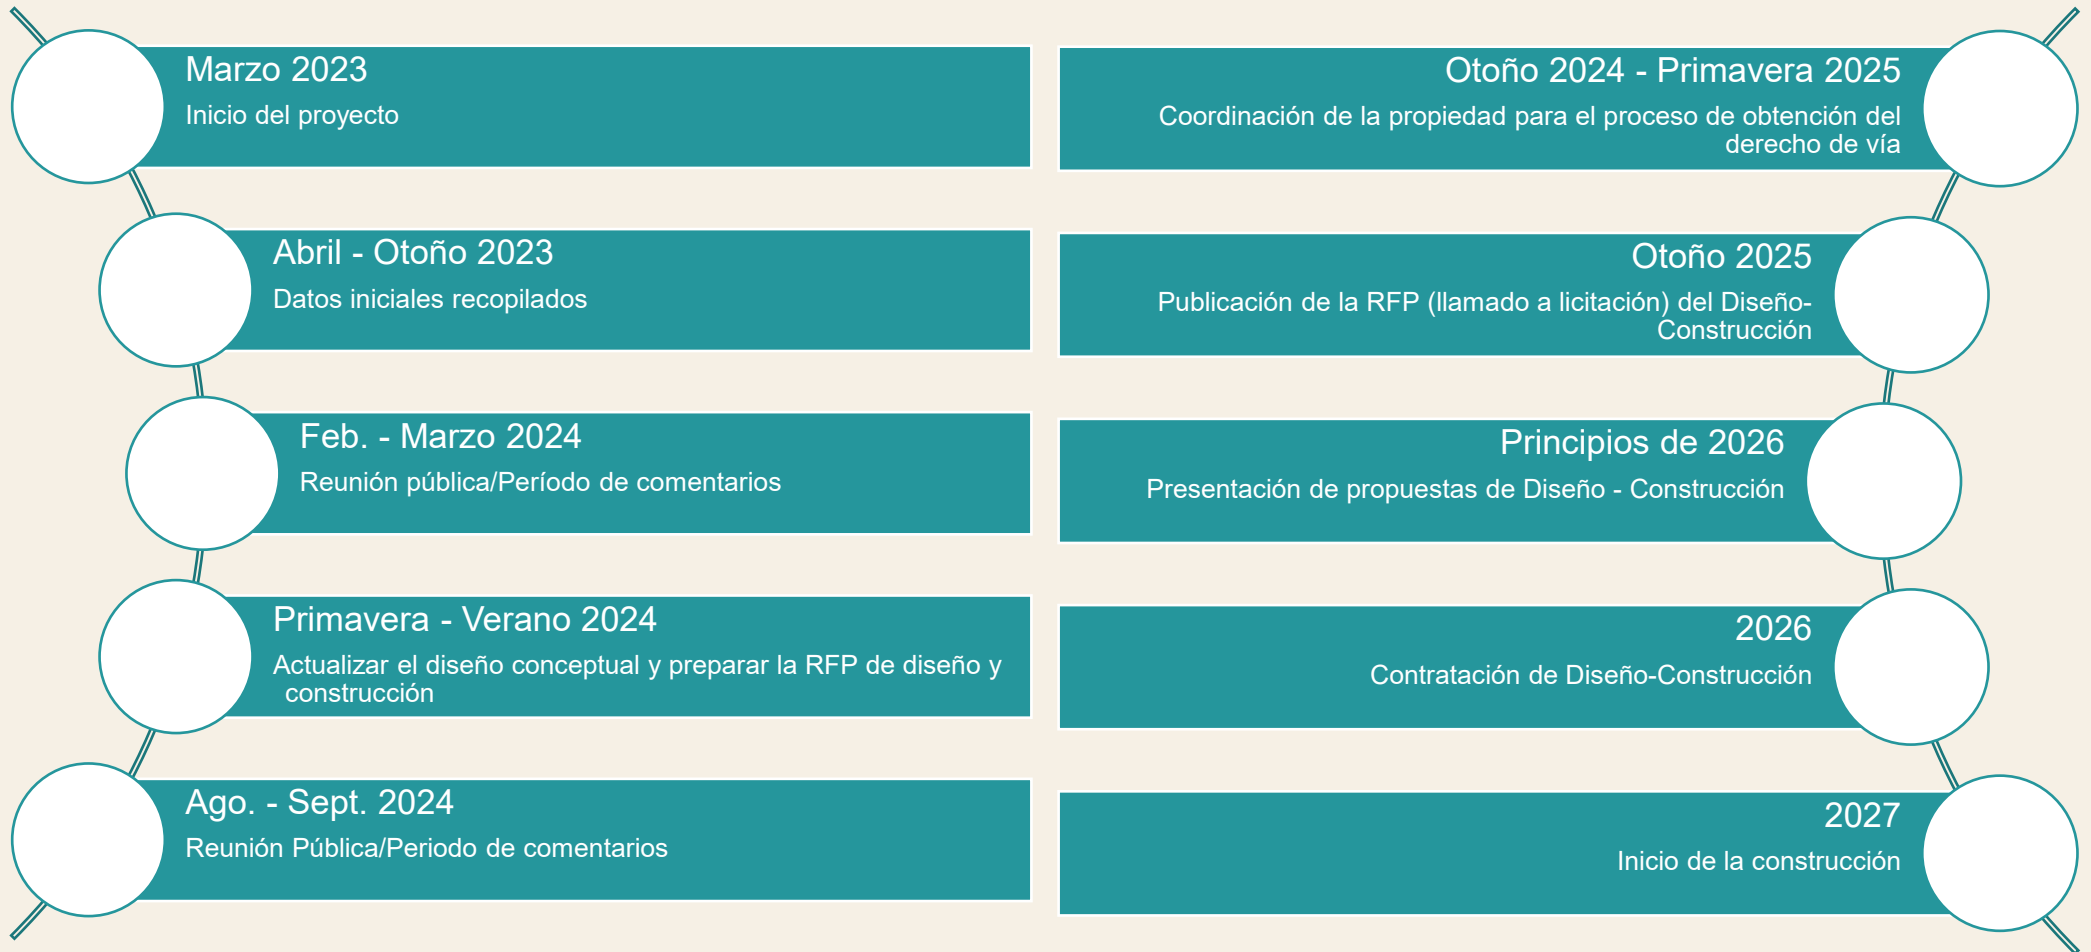 Marzo 2023
Inicio del proyecto
Abril - Otoño 2023
Datos iniciales recopilados
Feb. - Marzo 2024
Reunión pública/Período de comentarios
Primavera - Verano 2024
Actualizar el diseño conceptual y preparar la RFP de diseño y
construcción
Ago. - Sept. 2024
Reunión Pública/Periodo de comentarios
Otoño 2024 - Primavera 2025
Coordinación de la propiedad para el proceso de obtención del
derecho de vía
Otoño 2025
Publicación de la RFP (llamado a licitación) del Diseño-
Construcción
Principios de 2026
Presentación de propuestas de Diseño - Construcción
2026
Contratación de Diseño-Construcción
2027
Inicio de la construcción